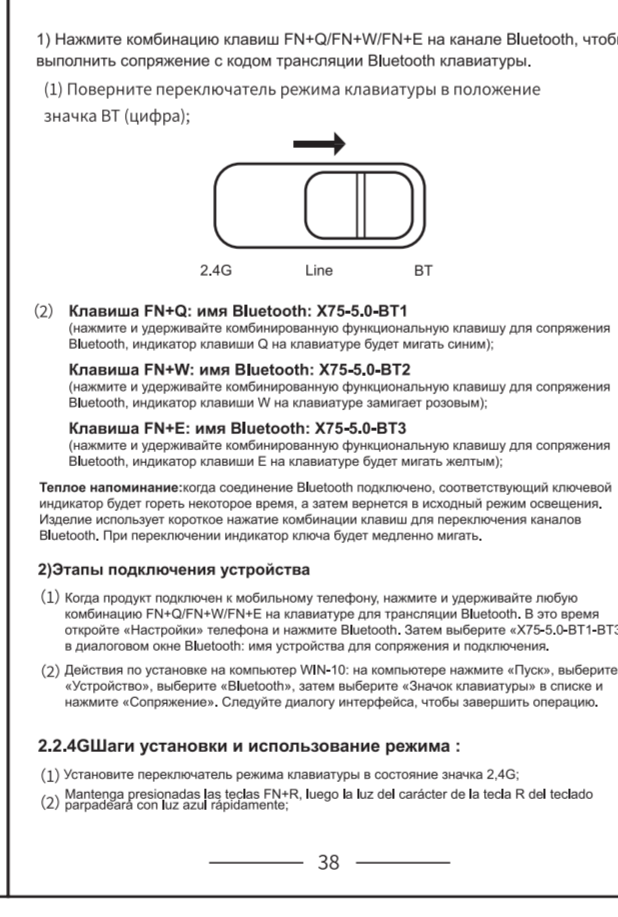 1) Нажмите комбинацию клавиш FN+Q/FN+W/FN+E на канале Bluetooth, чтобы
выполнить сопряжение с кодом трансляции Bluetooth клавиатуры.
(1) Поверните переключатель режима клавиатуры в положение
значка BT (цифра);
2.4G Line BT
(2) Клавиша FN+Q: имя Bluetooth: X75-5.0-BT1
(нажмите и удерживайте комбинированную функциональную клавишу для сопряжения
Bluetooth, индикатор клавиши Q на клавиатуре будет мигать синим);
Клавиша FN+W: имя Bluetooth: X75-5.0-BT2
(нажмите и удерживайте комбинированную функциональную клавишу для сопряжения
Bluetooth, индикатор клавиши W на клавиатуре замигает розовым);
Клавиша FN+E: имя Bluetooth: X75-5.0-BT3
(нажмите и удерживайте комбинированную функциональную клавишу для сопряжения
Bluetooth, индикатор клавиши E на клавиатуре будет мигать желтым);
Теплое напоминание:когда соединение Bluetooth подключено, соответствующий ключевой
индикатор будет гореть некоторое время, а затем вернется в исходный режим освещения.
Изделие использует короткое нажатие комбинации клавиш для переключения каналов
Bluetooth. При переключении индикатор ключа будет медленно мигать.
2)Этапы подключения устройства
(1) Когда продукт подключен к мобильному телефону, нажмите и удерживайте любую
комбинацию FN+Q/FN+W/FN+E на клавиатуре для трансляции Bluetooth. В это время
откройте «Настройки» телефона и нажмите Bluetooth. Затем выберите «X75-5.0-BT1-BT3
в диалоговом окне Bluetooth: имя устройства для сопряжения и подключения.
(2) Действия по установке на компьютер WIN-10: на компьютере нажмите «Пуск», выберите
«Устройство», выберите «Bluetooth», затем выберите «Значок клавиатуры» в списке и
нажмите «Сопряжение». Следуйте диалогу интерфейса, чтобы завершить операцию.
2.2.4GШаги установки и использование режима :
(1) Установите переключатель режима клавиатуры в состояние значка 2,4G;
(2) Mantenga presionadas las teclas FN+R, luego la luz del carácter de la tecla R del teclado
parpadeará con luz azul rápidamente;
38